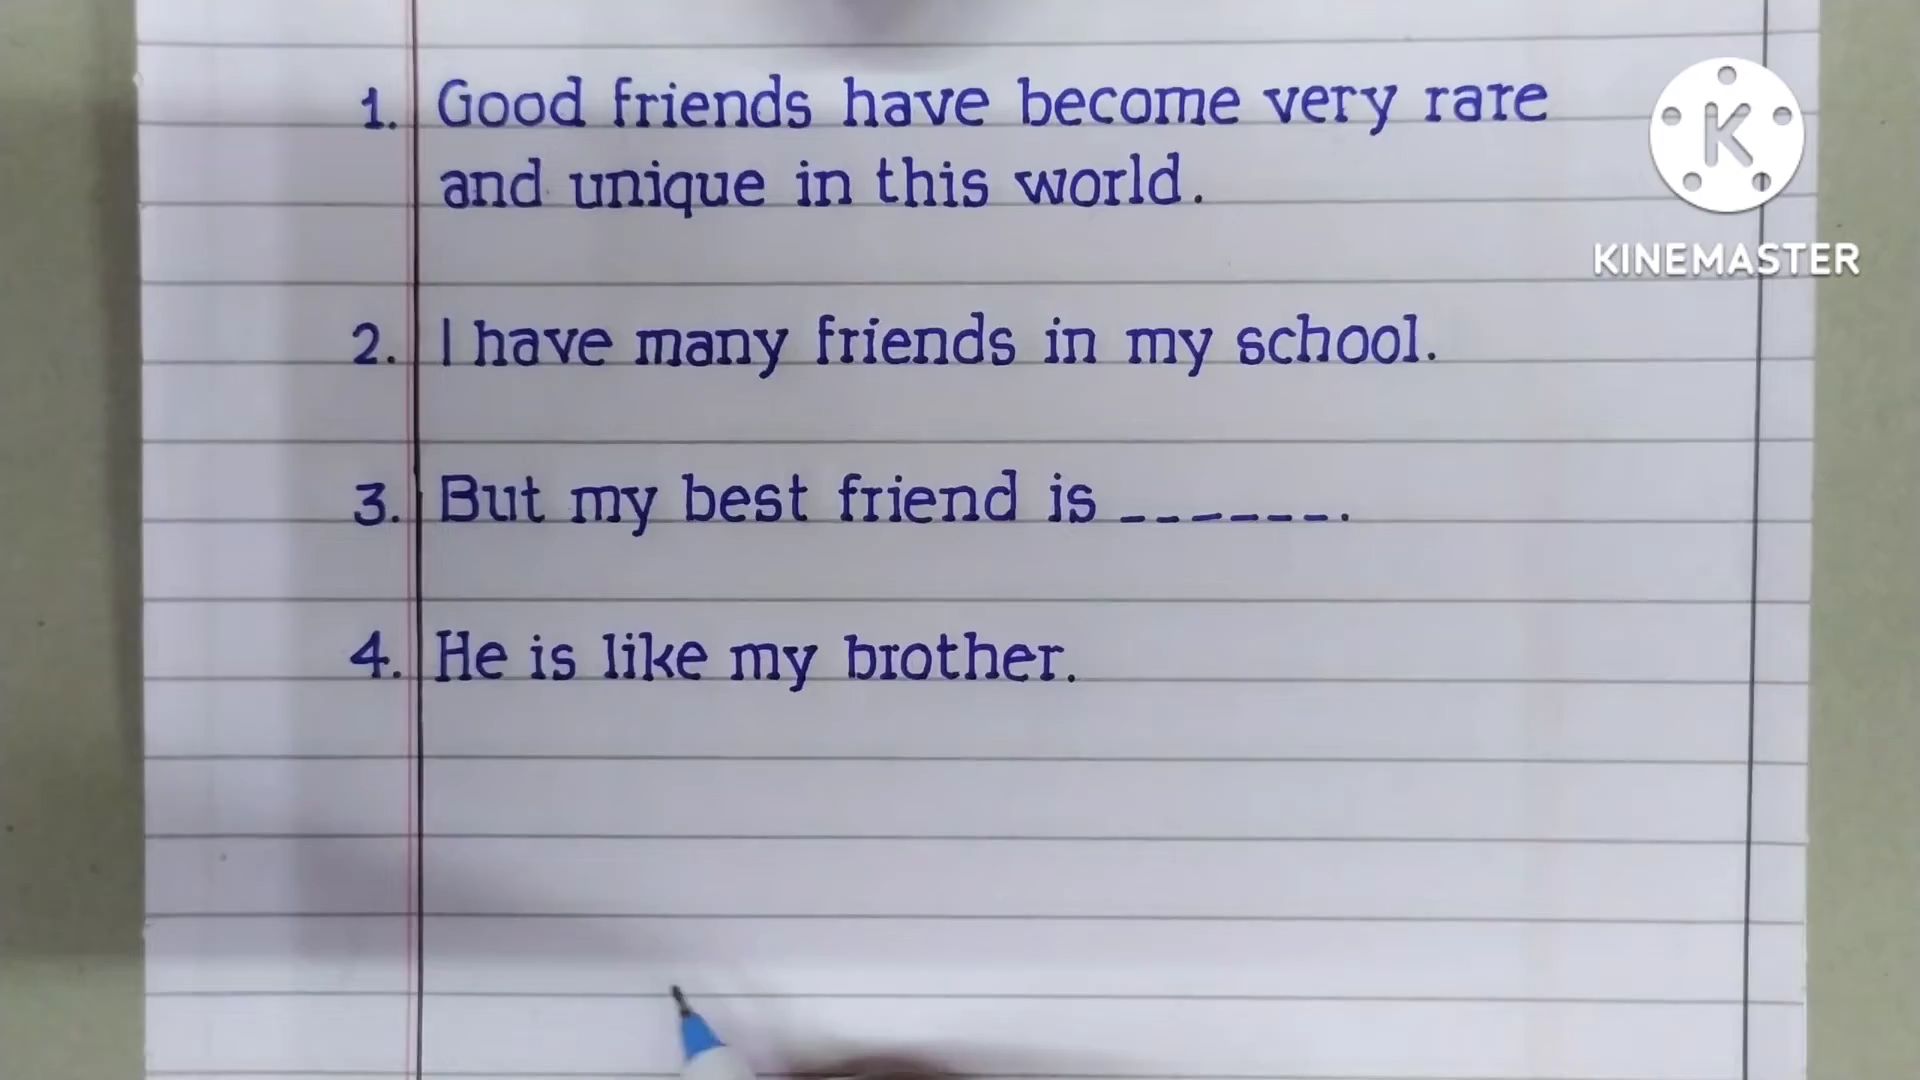 1. Good friends have become very rare
and unique in this world.
2. I have many friends in my school.
3. But my best friend is _______.
4. He is like my brother.
K
KINEMASTER